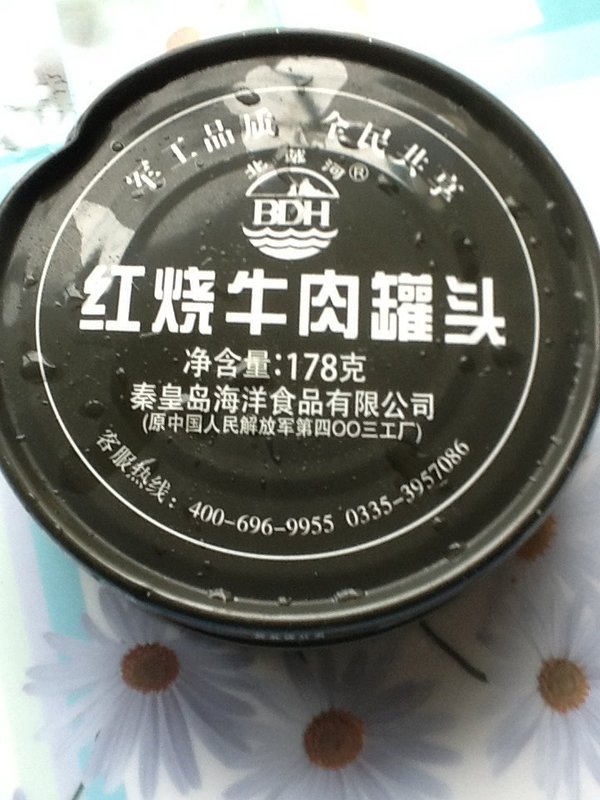 军工品质 全民共享
北戴河®
BDH
红烧牛肉罐头
净含量:178克
秦皇岛海洋食品有限公司
(原中国人民解放军第四OO三工厂)
客服热线: 400-696-9955 0335-3957086